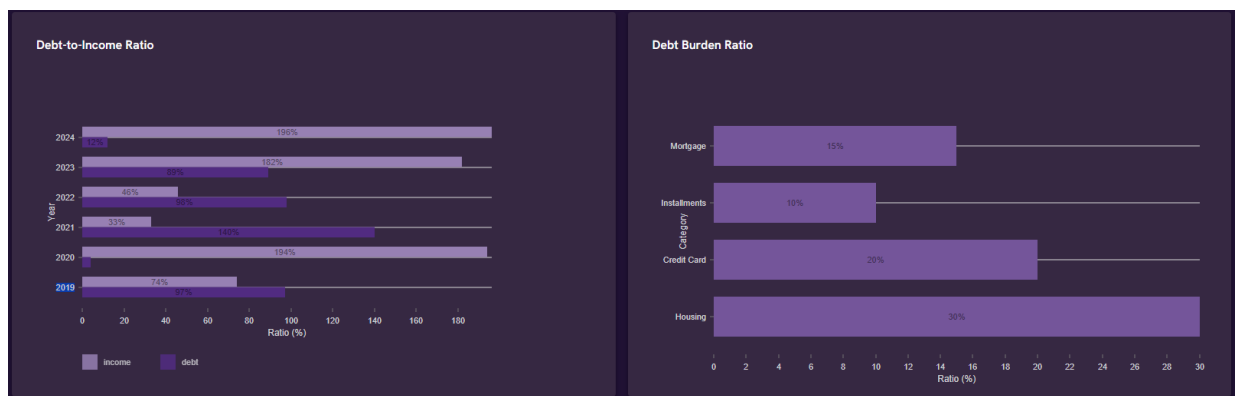 Debt-to-Income Ratio
2024
196%
12%
2023
182%
89%
2022
46%
98%
2021
33%
140%
2020
194%
2019
74%
97%
Year
0 20 40 60 80 100 120 140 160 180
Ratio (%)
income debt
Debt Burden Ratio
Mortgage
15%
Installments
10%
Credit Card
20%
Housing
30%
Category
0 2 4 6 8 10 12 14 16 18 20 22 24 26 28 30
Ratio (%)